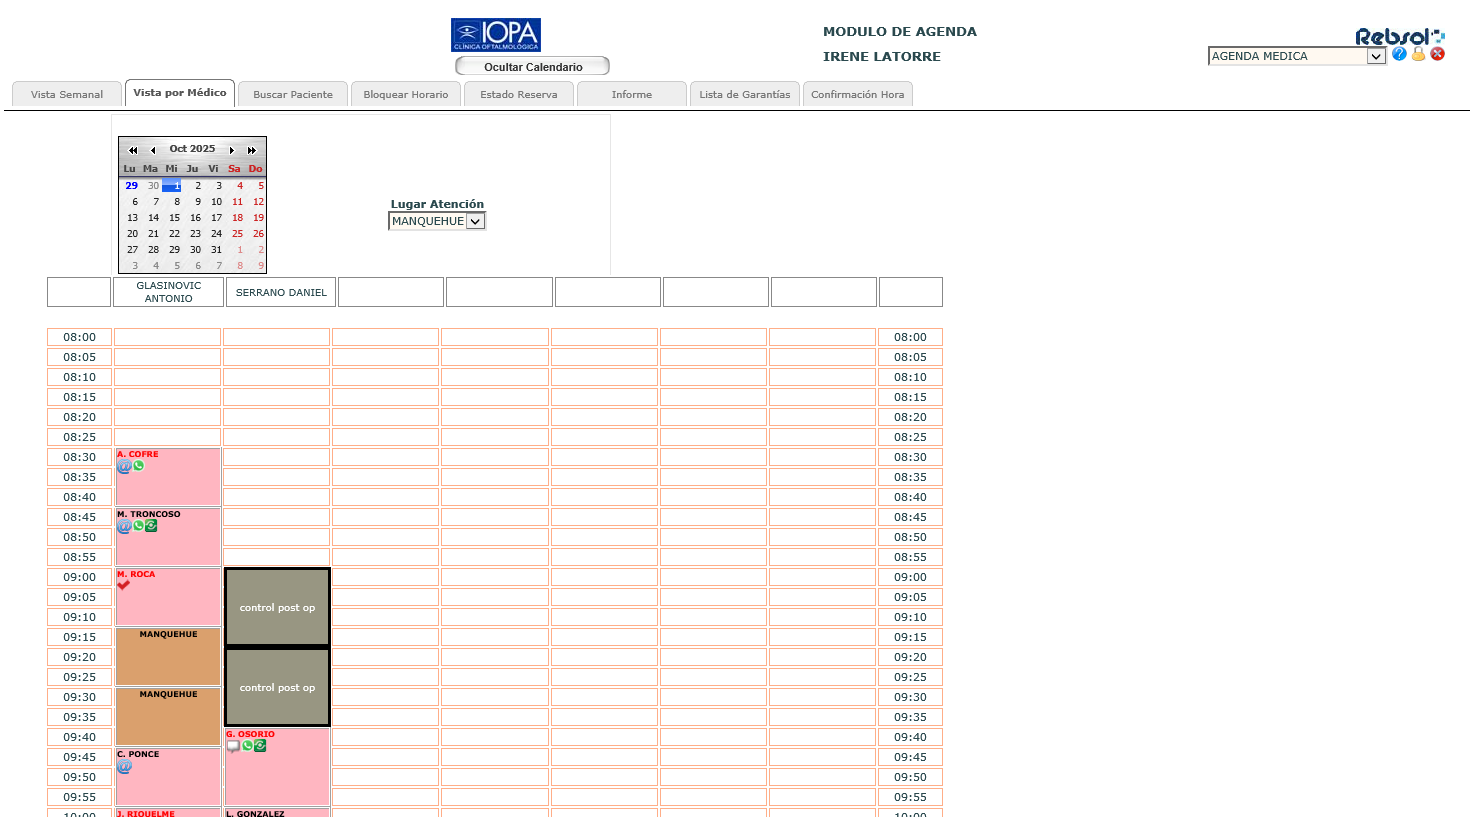 IOPA
CLÍNICA OFTALMOLÓGICA
Ocultar Calendario
MODULO DE AGENDA
IRENE LATORRE
Rebsol
AGENDA MEDICA
Vista Semanal
Vista por Médico
Buscar Paciente
Bloquear Horario
Estado Reserva
Informe
Lista de Garantías
Confirmación Hora
Oct 2025
Lu Ma Mi Ju Vi Sa Do
29 30 1 2 3 4 5
6 7 8 9 10 11 12
13 14 15 16 17 18 19
20 21 22 23 24 25 26
27 28 29 30 31 1 2
3 4 5 6 7 8 9
Lugar Atención
MANQUEHUE
GLASINOVIC
ANTONIO
SERRANO DANIEL
08:00 08:00
08:05 08:05
08:10 08:10
08:15 08:15
08:20 08:20
08:25 08:25
08:30 A. COFRE 08:30
08:35 08:35
08:40 08:40
08:45 M. TRONCOSO 08:45
08:50 08:50
08:55 08:55
09:00 M. ROCA 09:00
09:05 control post op 09:05
09:10 09:10
09:15 MANQUEHUE 09:15
09:20 09:20
09:25 control post op 09:25
09:30 MANQUEHUE 09:30
09:35 09:35
09:40 G. OSORIO 09:40
09:45 C. PONCE 09:45
09:50 09:50
09:55 09:55
10:00 J. RIQUELME L. GONZALEZ 10:00